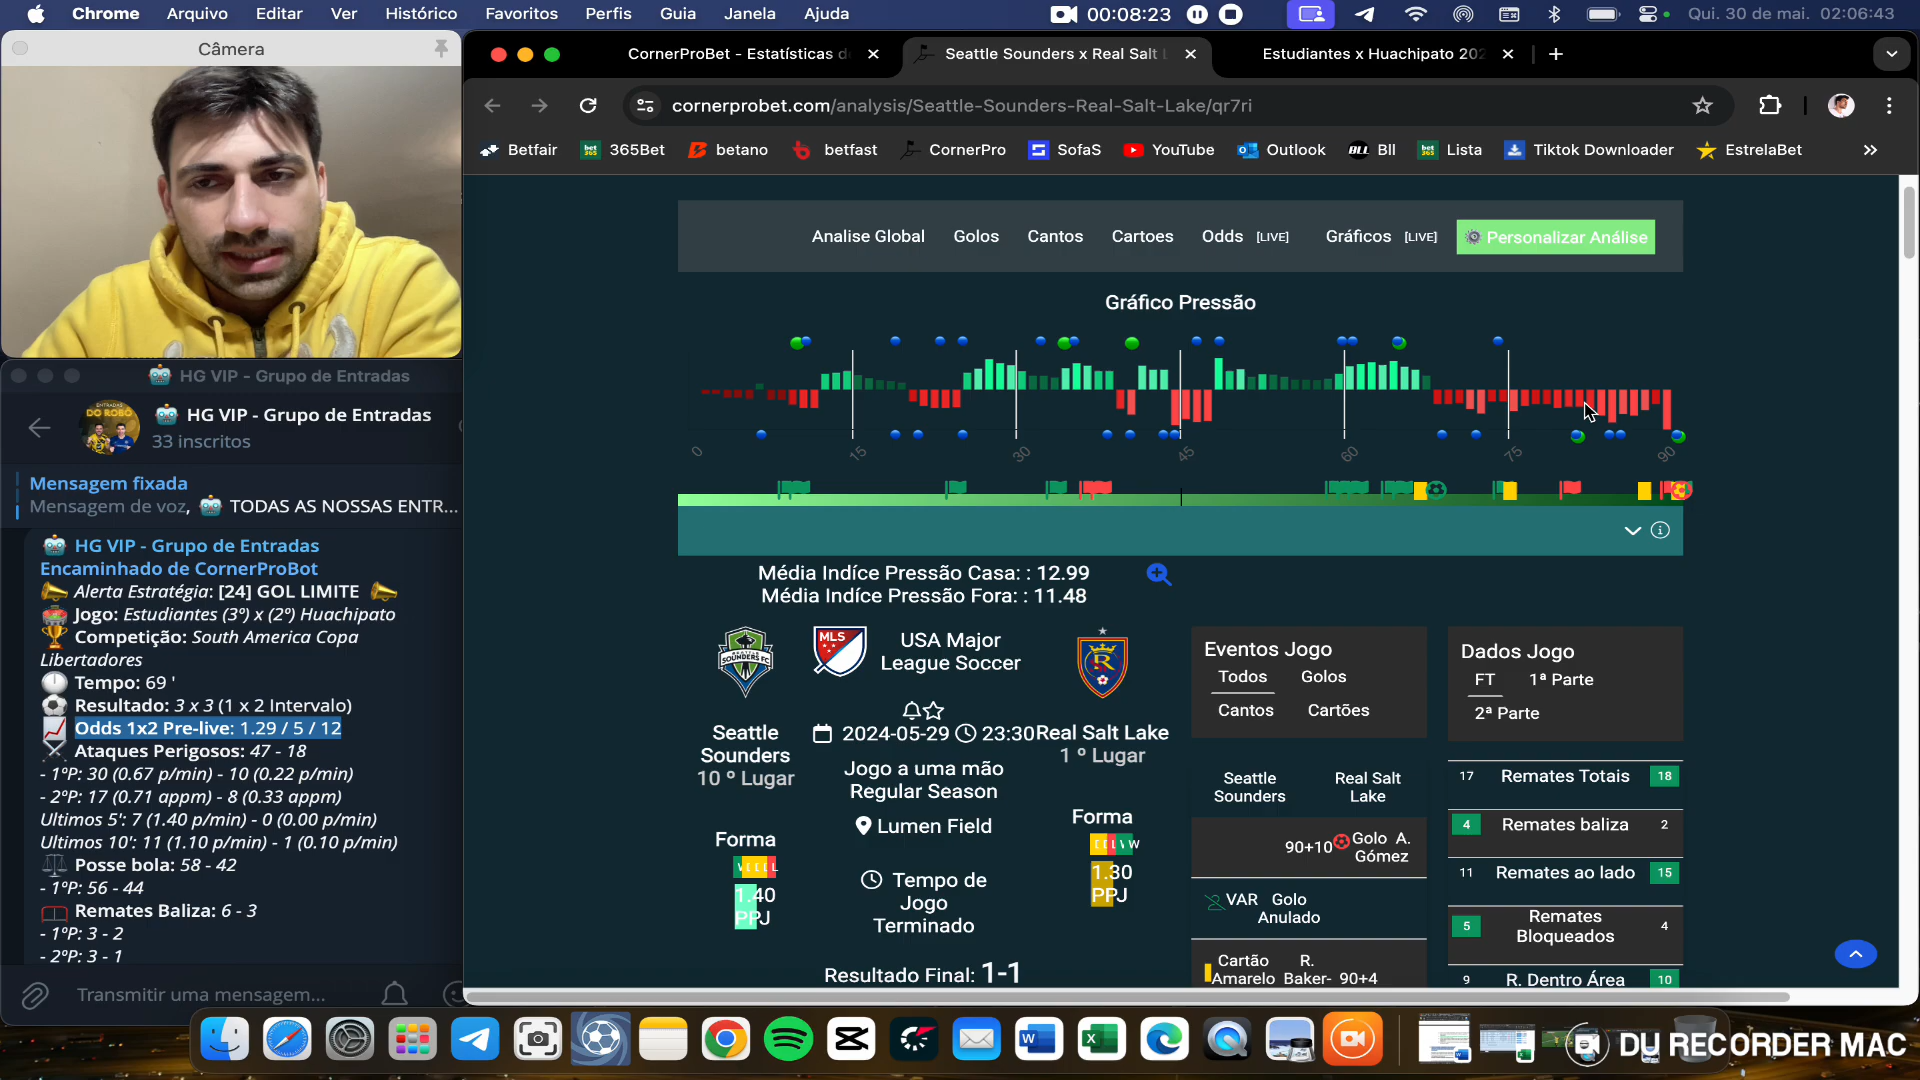 Chrome Arquivo Editar Ver Histórico Favoritos Perfis Guia Janela Ajuda 00:08:23 Qui. 30 de mai. 02:06:43
Câmera
CornerProBet - Estatísticas d
Seattle Sounders x Real Salt L
Estudiantes x Huachipato 202
cornerprobet.com/analysis/Seattle-Sounders-Real-Salt-Lake/qr7ri
Betfair 365Bet betano betfast CornerPro SofaS YouTube Outlook Bll Lista Tiktok Downloader EstrelaBet
Analise Global Golos Cantos Cartoes Odds [LIVE] Gráficos [LIVE] Personalizar Análise
Gráfico Pressão
0 15 30 45 60 75 90
Média Indíce Pressão Casa: : 12.99
Média Indíce Pressão Fora: : 11.48
SEATTLE
SOUNDERS FC
MLS
USA Major
League Soccer
Seattle
Sounders
10 º Lugar
2024-05-29 23:30
Real Salt Lake
1 º Lugar
Jogo a uma mão
Regular Season
Lumen Field
Forma
1.40
PPJ
Forma
1.30
PPJ
Tempo de
Jogo
Terminado
Resultado Final: 1-1
Eventos Jogo
Todos Golos
Cantos Cartões
Seattle
Sounders
Real Salt
Lake
90+10 Golo A.
Gómez
VAR Golo
Anulado
Cartão R.
Amarelo Baker- 90+4
Dados Jogo
FT 1ª Parte
2ª Parte
17 Remates Totais 18
4 Remates baliza 2
11 Remates ao lado 15
5 Remates
Bloqueados 4
9 R. Dentro Área 10
HG VIP - Grupo de Entradas
ENTRADAS
DO ROBÔ
HG VIP - Grupo de Entradas
33 inscritos
Mensagem fixada
Mensagem de voz, TODAS AS NOSSAS ENTR...
HG VIP - Grupo de Entradas
Encaminhado de CornerProBot
Alerta Estratégia: [24] GOL LIMITE
Jogo: Estudiantes (3º) x (2º) Huachipato
Competição: South America Copa
Libertadores
Tempo: 69 '
Resultado: 3 x 3 (1 x 2 Intervalo)
Odds 1x2 Pre-live: 1.29 / 5 / 12
Ataques Perigosos: 47 - 18
- 1ºP: 30 (0.67 p/min) - 10 (0.22 p/min)
- 2ºP: 17 (0.71 appm) - 8 (0.33 appm)
Ultimos 5': 7 (1.40 p/min) - 0 (0.00 p/min)
Ultimos 10': 11 (1.10 p/min) - 1 (0.10 p/min)
Posse bola: 58 - 42
- 1ºP: 56 - 44
Remates Baliza: 6 - 3
- 1ºP: 3 - 2
- 2ºP: 3 - 1
Transmitir uma mensagem...
DU RECORDER MAC